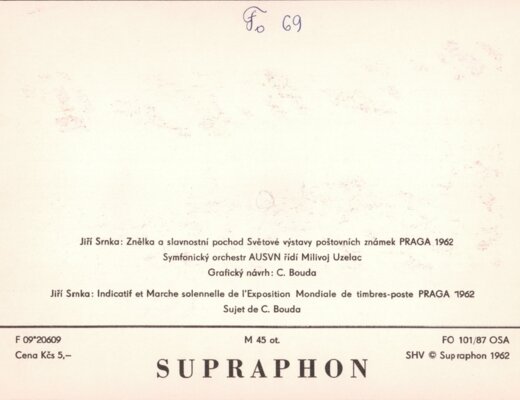 Fo 69
Jiří Srnka: Znělka a slavnostní pochod Světové výstavy poštovních známek PRAGA 1962
Symfonický orchestr AUSVN řídí Milivoj Uzelac
Grafický návrh: C. Bouda
Jiří Srnka: Indicatif et Marche solennelle de l'Exposition Mondiale de timbres-poste PRAGA 1962
Sujet de C. Bouda
F 09*20609 M 45 ot. FO 101/87 OSA
Cena Kčs 5,– SHV © Supraphon 1962
SUPRAPHON